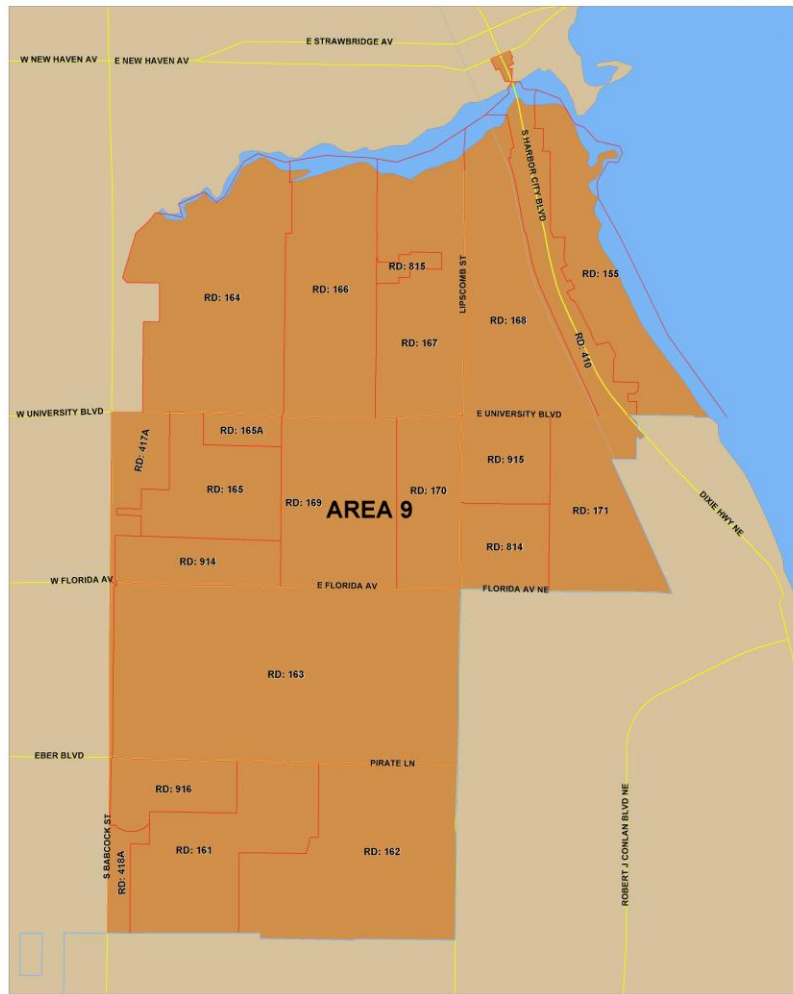 E STRAWBRIDGE AV
W NEW HAVEN AV
E NEW HAVEN AV
S HARBOR CITY BLVD
RD: 815
LIPSCOMB ST
RD: 155
RD: 164
RD: 166
RD: 168
RD: 167
RD: 410
W UNIVERSITY BLVD
E UNIVERSITY BLVD
RD: 165A
RD: 417A
RD: 915
RD: 165
RD: 169
RD: 170
AREA 9
RD: 171
DIXIE HWY NE
RD: 814
RD: 914
W FLORIDA AV
E FLORIDA AV
FLORIDA AV NE
RD: 163
EBER BLVD
PIRATE LN
RD: 916
S BABCOCK ST
RD: 418A
RD: 161
RD: 162
ROBERT J CONLAN BLVD NE